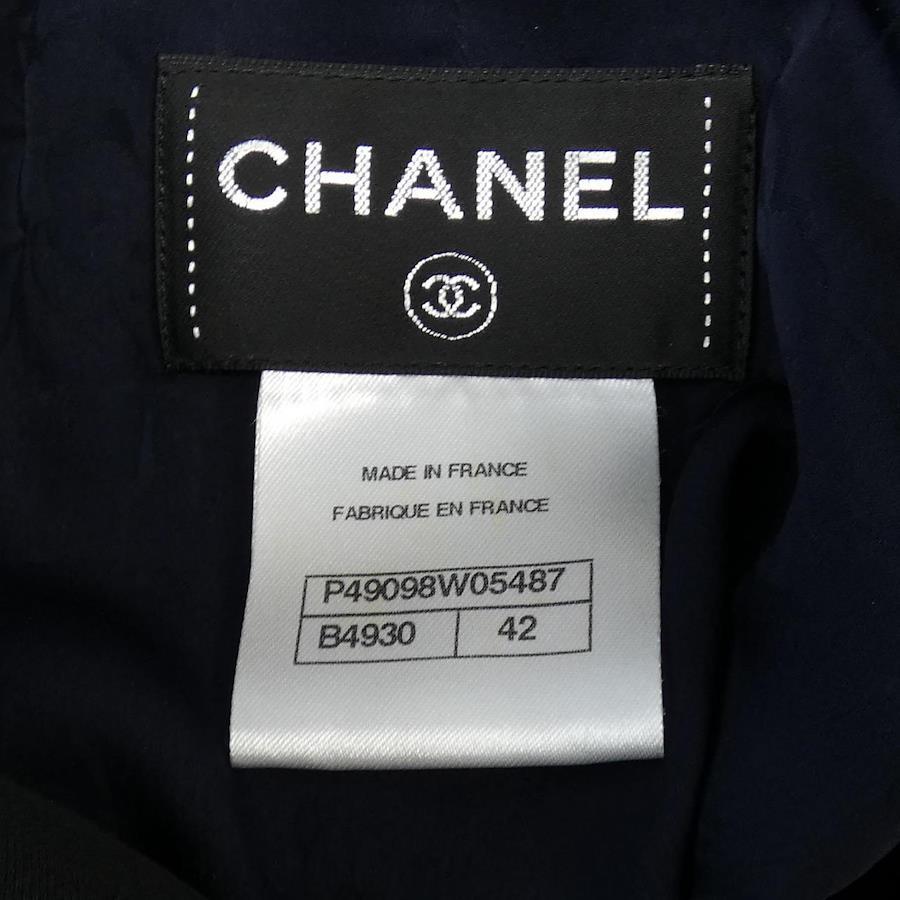 CHANEL
MADE IN FRANCE
FABRIQUE EN FRANCE
P49098W05487
B4930 42